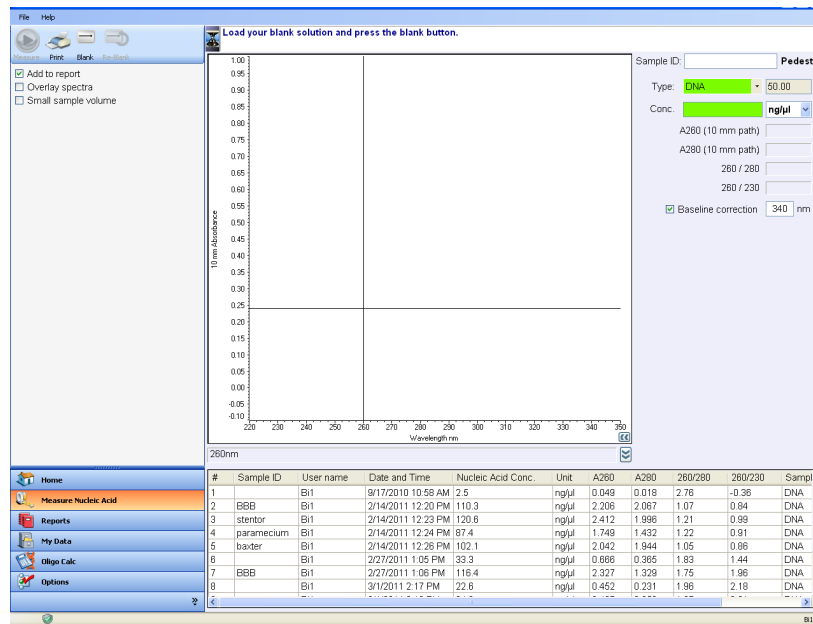 File Help
Measure Print Blank Re-Blank
Add to report
Overlay spectra
Small sample volume
Home
Measure Nucleic Acid
Reports
My Data
Oligo Calc
Options
Load your blank solution and press the blank button.
1.00
0.95
0.90
0.85
0.80
0.75
0.70
0.65
0.60
0.55
0.50
0.45
0.40
0.35
0.30
0.25
0.20
0.15
0.10
0.05
0.00
-0.05
-0.10
10 mm Absorbance
220 230 240 250 260 270 280 290 300 310 320 330 340 350
Wavelength nm
260nm
Sample ID: Pedest
Type: DNA 50.00
Conc. ng/µl
A260 (10 mm path)
A280 (10 mm path)
260 / 280
260 / 230
Baseline correction 340 nm
# Sample ID User name Date and Time Nucleic Acid Conc. Unit A260 A280 260/280 260/230 Sampl
1 Bi1 9/17/2010 10:58 AM 2.5 ng/µl 0.049 0.018 2.76 -0.36 DNA
2 BBB Bi1 2/14/2011 12:20 PM 110.3 ng/µl 2.206 2.067 1.07 0.84 DNA
3 stentor Bi1 2/14/2011 12:23 PM 120.6 ng/µl 2.412 1.996 1.21 0.99 DNA
4 paramecium Bi1 2/14/2011 12:24 PM 87.4 ng/µl 1.749 1.432 1.22 0.91 DNA
5 baxter Bi1 2/14/2011 12:26 PM 102.1 ng/µl 2.042 1.944 1.05 0.86 DNA
6 Bi1 2/27/2011 1:05 PM 33.3 ng/µl 0.666 0.365 1.83 1.44 DNA
7 BBB Bi1 2/27/2011 1:06 PM 116.4 ng/µl 2.327 1.329 1.75 1.96 DNA
8 Bi1 3/1/2011 2:17 PM 22.6 ng/µl 0.452 0.231 1.96 2.18 DNA
Bi1